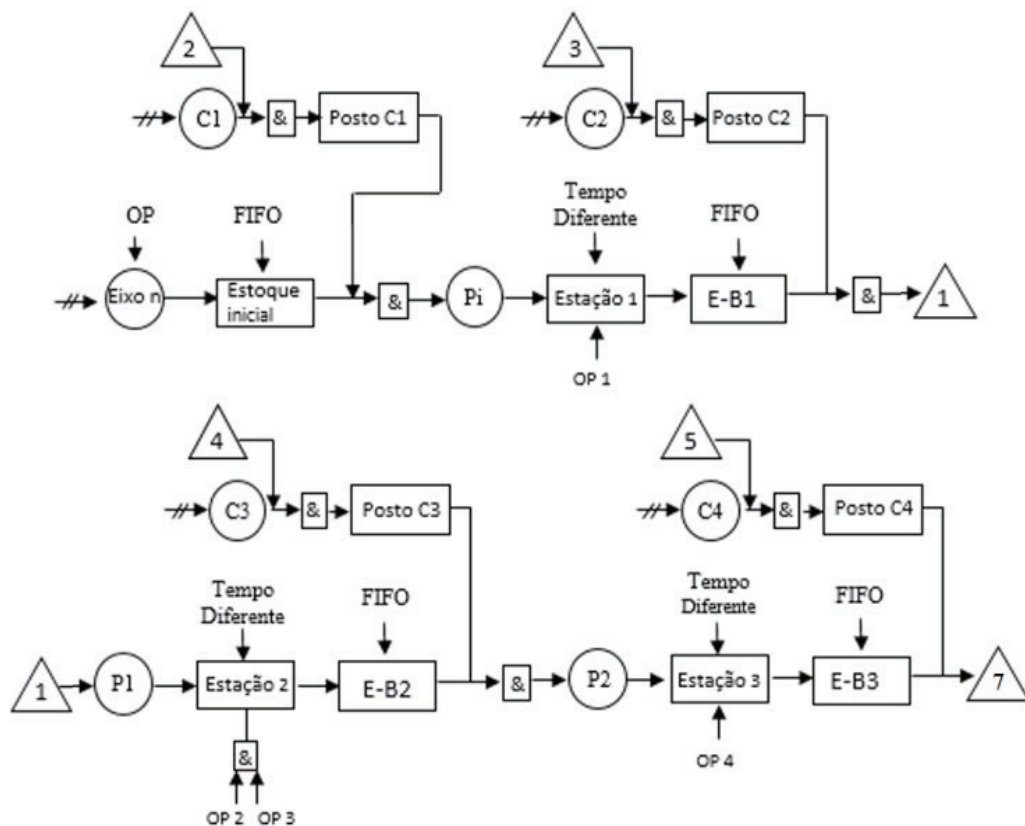 2
3
C1
&
Posto C1
C2
&
Posto C2
OP
FIFO
Tempo
Diferente
FIFO
Eixo n
Estoque
inicial
&
Pi
Estação 1
E-B1
&
1
OP 1
4
5
C3
&
Posto C3
C4
&
Posto C4
Tempo
Diferente
FIFO
Tempo
Diferente
FIFO
1
P1
Estação 2
E-B2
&
P2
Estação 3
E-B3
7
&
OP 2
OP 3
OP 4